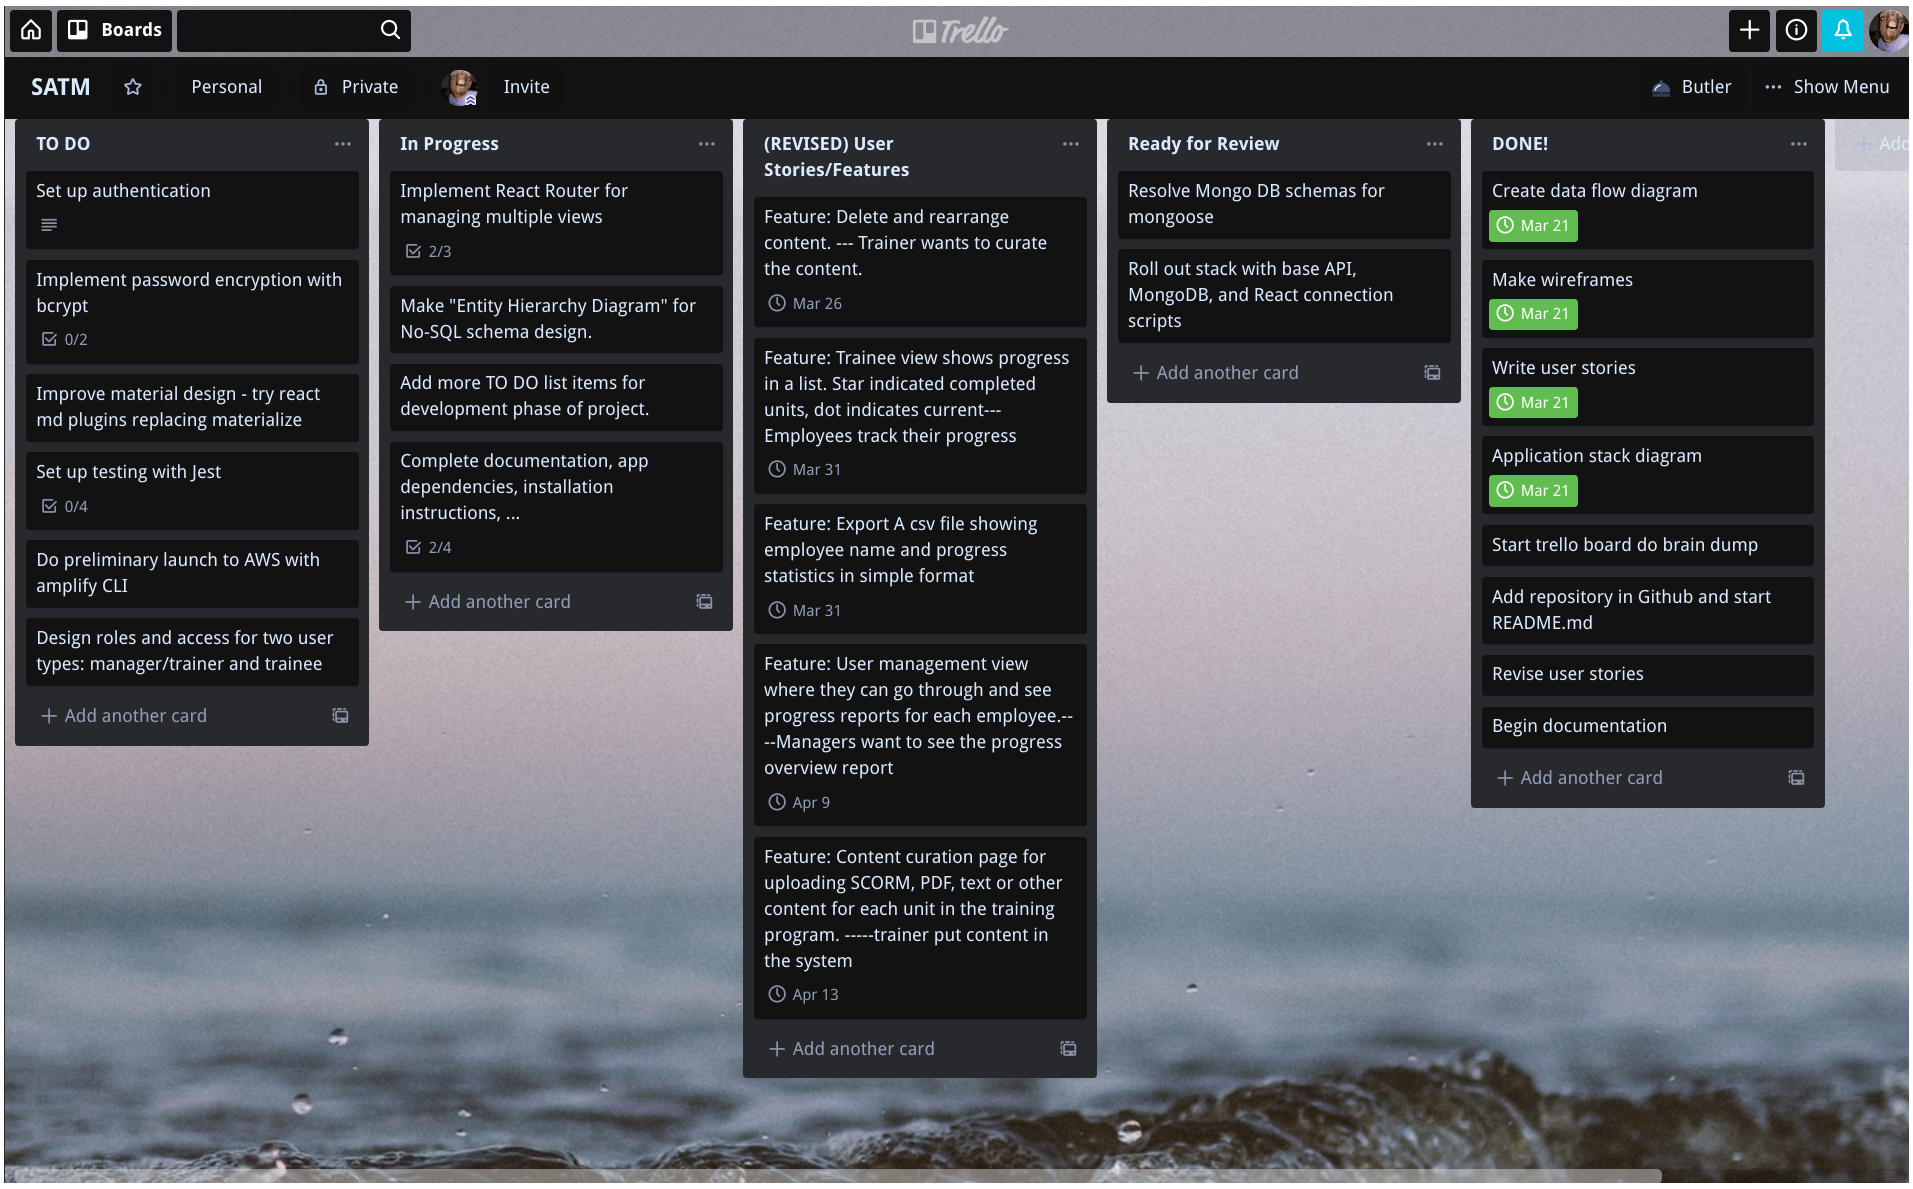 Boards
Trello
SATM
Personal
Private
Invite
Butler
Show Menu
TO DO
Set up authentication
Implement password encryption with
bcrypt
0/2
Improve material design - try react
md plugins replacing materialize
Set up testing with Jest
0/4
Do preliminary launch to AWS with
amplify CLI
Design roles and access for two user
types: manager/trainer and trainee
Add another card
In Progress
Implement React Router for
managing multiple views
2/3
Make "Entity Hierarchy Diagram" for
No-SQL schema design.
Add more TO DO list items for
development phase of project.
Complete documentation, app
dependencies, installation
instructions, ...
2/4
Add another card
(REVISED) User
Stories/Features
Feature: Delete and rearrange
content. --- Trainer wants to curate
the content.
Mar 26
Feature: Trainee view shows progress
in a list. Star indicated completed
units, dot indicates current---
Employees track their progress
Mar 31
Feature: Export A csv file showing
employee name and progress
statistics in simple format
Mar 31
Feature: User management view
where they can go through and see
progress reports for each employee.--
--Managers want to see the progress
overview report
Apr 9
Feature: Content curation page for
uploading SCORM, PDF, text or other
content for each unit in the training
program. -----trainer put content in
the system
Apr 13
Add another card
Ready for Review
Resolve Mongo DB schemas for
mongoose
Roll out stack with base API,
MongoDB, and React connection
scripts
Add another card
DONE!
Create data flow diagram
Mar 21
Make wireframes
Mar 21
Write user stories
Mar 21
Application stack diagram
Mar 21
Start trello board do brain dump
Add repository in Github and start
README.md
Revise user stories
Begin documentation
Add another card
Add